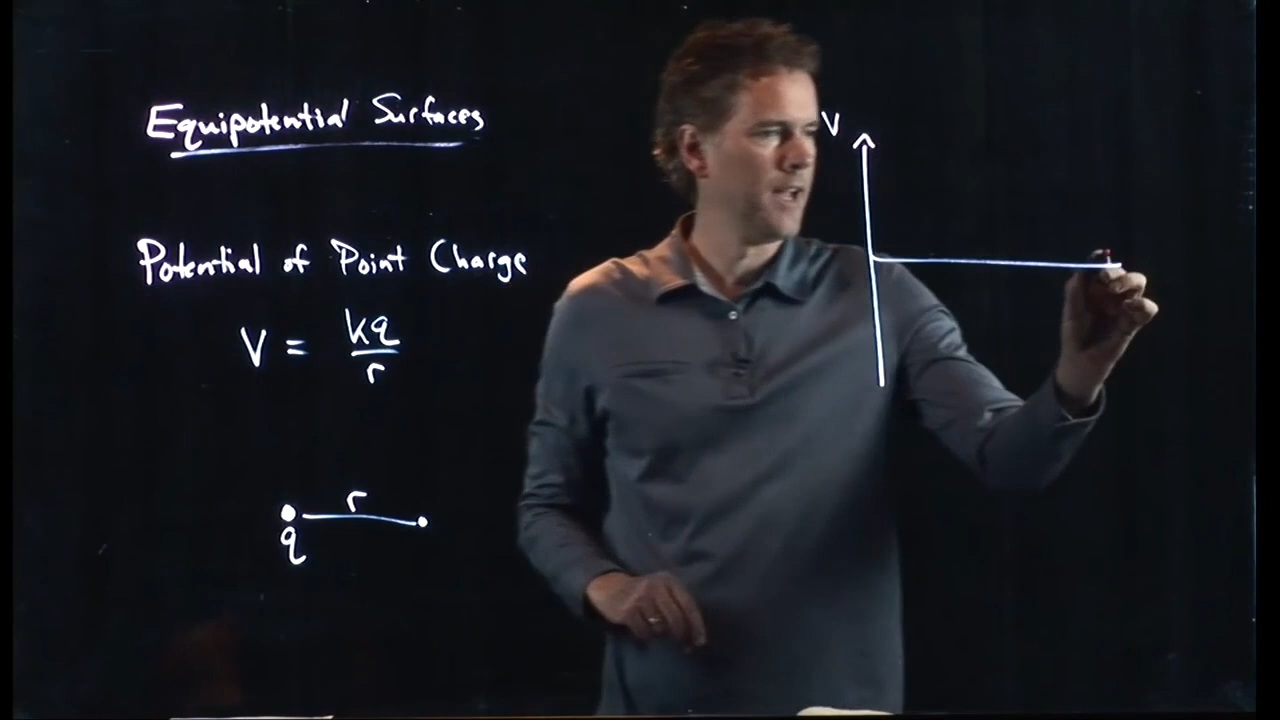 Equipotential Surfaces
V
Potential of Point Charge
V = kq/r
r
q